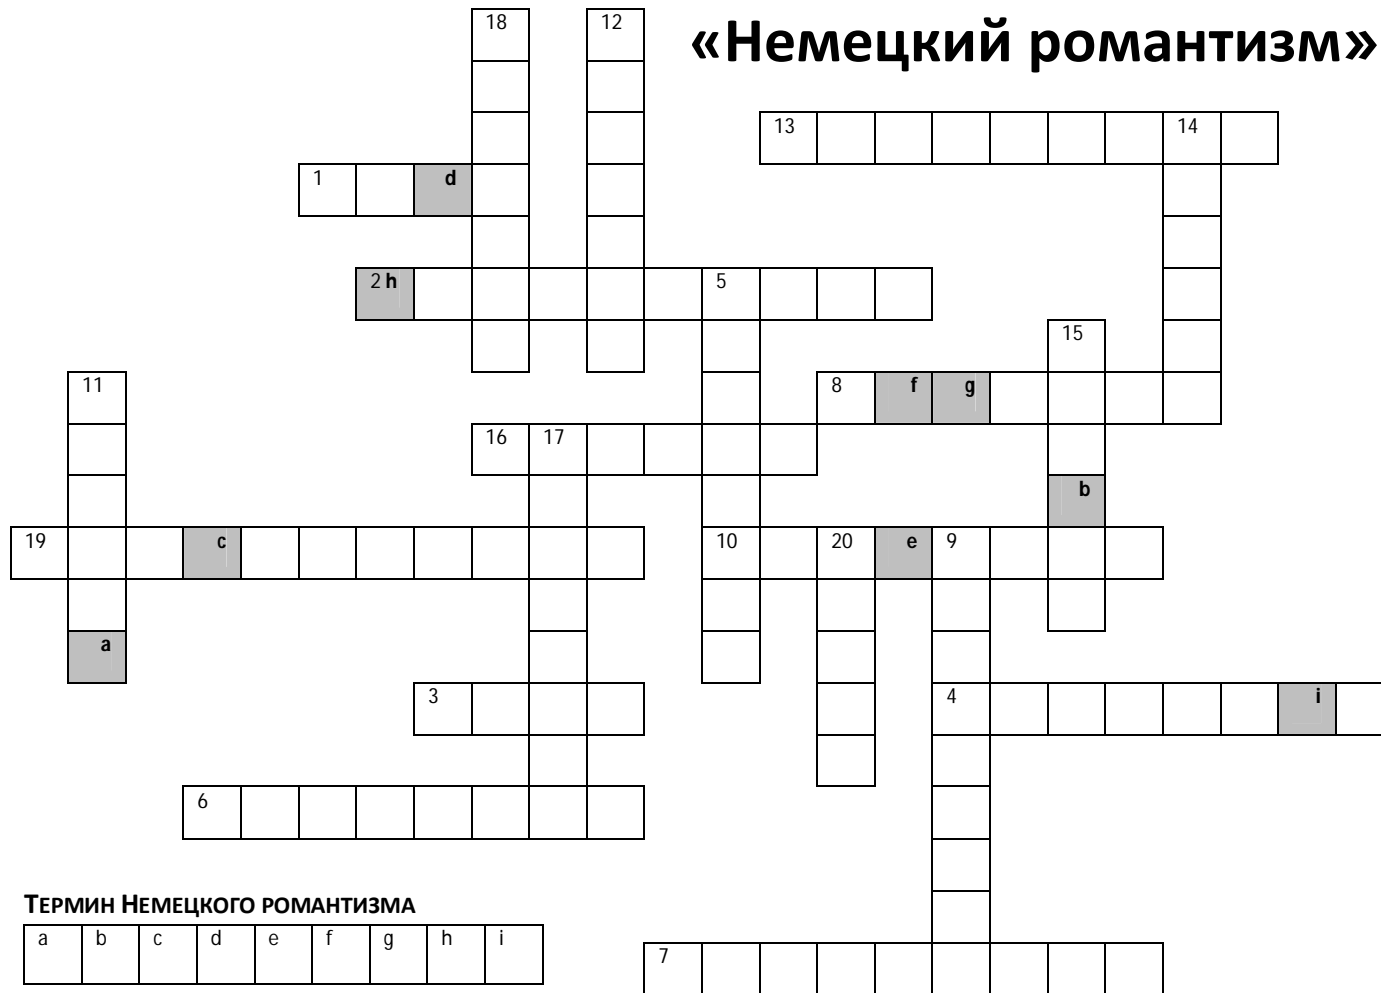 18 12 «Немецкий романтизм»
13 14
1 d
2 h 5
15
11 8 f g
16 17
b
19 c 10 20 e 9
a
3 4 i
6
ТЕРМИН НЕМЕЦКОГО РОМАНТИЗМА
a b c d e f g h i
7